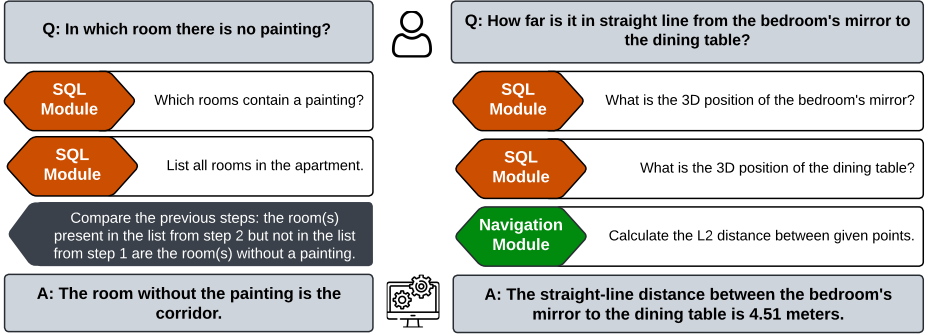 Q: In which room there is no painting?
SQL
Module
Which rooms contain a painting?
SQL
Module
List all rooms in the apartment.
Compare the previous steps: the room(s)
present in the list from step 2 but not in the list
from step 1 are the room(s) without a painting.
A: The room without the painting is the
corridor.
Q: How far is it in straight line from the bedroom's mirror to
the dining table?
SQL
Module
What is the 3D position of the bedroom's mirror?
SQL
Module
What is the 3D position of the dining table?
Navigation
Module
Calculate the L2 distance between given points.
A: The straight-line distance between the bedroom's
mirror to the dining table is 4.51 meters.